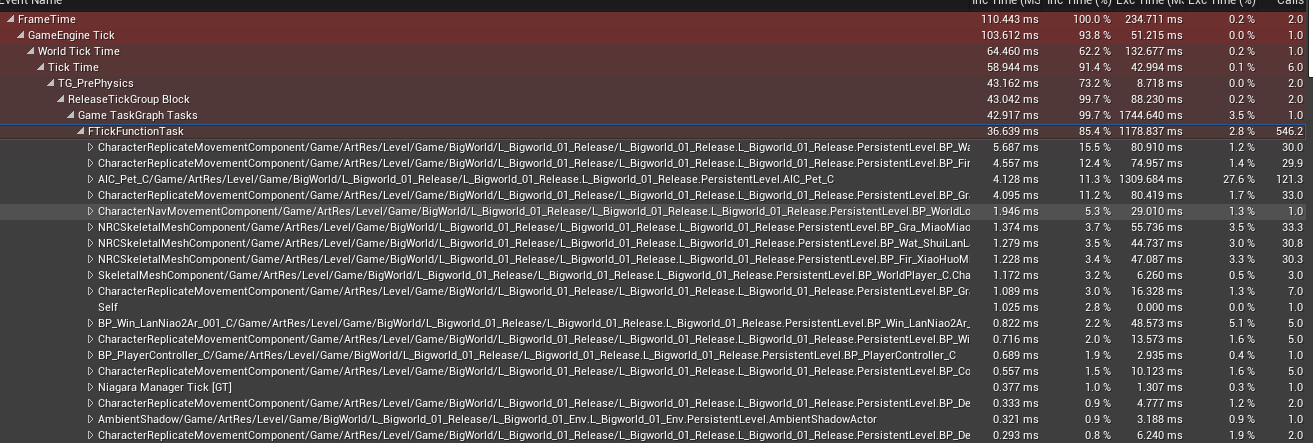 Event Name Inc Time (MS) Inc Time (%) Exc Time (MS) Exc Time (%) Calls
FrameTime 110.443 ms 100.0 % 234.711 ms 0.2 % 2.0
GameEngine Tick 103.612 ms 93.8 % 51.215 ms 0.0 % 1.0
World Tick Time 64.460 ms 62.2 % 132.677 ms 0.2 % 1.0
Tick Time 58.944 ms 91.4 % 42.994 ms 0.1 % 6.0
TG_PrePhysics 43.162 ms 73.2 % 8.718 ms 0.0 % 2.0
ReleaseTickGroup Block 43.042 ms 99.7 % 88.230 ms 0.2 % 2.0
Game TaskGraph Tasks 42.917 ms 99.7 % 1744.640 ms 3.5 % 1.0
FTickFunctionTask 36.639 ms 85.4 % 1178.837 ms 2.8 % 546.2
CharacterReplicateMovementComponent/Game/ArtRes/Level/Game/BigWorld/L_Bigworld_01_Release/L_Bigworld_01_Release.L_Bigworld_01_Release.PersistentLevel.BP_Wa 5.687 ms 15.5 % 80.910 ms 1.2 % 30.0
CharacterReplicateMovementComponent/Game/ArtRes/Level/Game/BigWorld/L_Bigworld_01_Release/L_Bigworld_01_Release.L_Bigworld_01_Release.PersistentLevel.BP_Fir 4.557 ms 12.4 % 74.957 ms 1.4 % 29.9
AIC_Pet_C/Game/ArtRes/Level/Game/BigWorld/L_Bigworld_01_Release/L_Bigworld_01_Release.L_Bigworld_01_Release.PersistentLevel.AIC_Pet_C 4.128 ms 11.3 % 1309.684 ms 27.6 % 121.3
CharacterReplicateMovementComponent/Game/ArtRes/Level/Game/BigWorld/L_Bigworld_01_Release/L_Bigworld_01_Release.L_Bigworld_01_Release.PersistentLevel.BP_Gr 4.095 ms 11.2 % 80.419 ms 1.7 % 33.0
CharacterNavMovementComponent/Game/ArtRes/Level/Game/BigWorld/L_Bigworld_01_Release/L_Bigworld_01_Release.L_Bigworld_01_Release.PersistentLevel.BP_WorldLo 1.946 ms 5.3 % 29.010 ms 1.3 % 1.0
NRCSkeletalMeshComponent/Game/ArtRes/Level/Game/BigWorld/L_Bigworld_01_Release/L_Bigworld_01_Release.L_Bigworld_01_Release.PersistentLevel.BP_Gra_MiaoMiao 1.374 ms 3.7 % 55.736 ms 3.5 % 33.3
NRCSkeletalMeshComponent/Game/ArtRes/Level/Game/BigWorld/L_Bigworld_01_Release/L_Bigworld_01_Release.L_Bigworld_01_Release.PersistentLevel.BP_Wat_ShuiLanL 1.279 ms 3.5 % 44.737 ms 3.0 % 30.8
NRCSkeletalMeshComponent/Game/ArtRes/Level/Game/BigWorld/L_Bigworld_01_Release/L_Bigworld_01_Release.L_Bigworld_01_Release.PersistentLevel.BP_Fir_XiaoHuoM 1.228 ms 3.4 % 47.087 ms 3.3 % 30.3
SkeletalMeshComponent/Game/ArtRes/Level/Game/BigWorld/L_Bigworld_01_Release/L_Bigworld_01_Release.L_Bigworld_01_Release.PersistentLevel.BP_WorldPlayer_C.Cha 1.172 ms 3.2 % 6.260 ms 0.5 % 3.0
CharacterReplicateMovementComponent/Game/ArtRes/Level/Game/BigWorld/L_Bigworld_01_Release/L_Bigworld_01_Release.L_Bigworld_01_Release.PersistentLevel.BP_Gr 1.089 ms 3.0 % 16.328 ms 1.3 % 7.0
Self 1.025 ms 2.8 % 0.000 ms 0.0 % 1.0
BP_Win_LanNiao2Ar_001_C/Game/ArtRes/Level/Game/BigWorld/L_Bigworld_01_Release/L_Bigworld_01_Release.L_Bigworld_01_Release.PersistentLevel.BP_Win_LanNiao2Ar_ 0.822 ms 2.2 % 48.573 ms 5.1 % 5.0
CharacterReplicateMovementComponent/Game/ArtRes/Level/Game/BigWorld/L_Bigworld_01_Release/L_Bigworld_01_Release.L_Bigworld_01_Release.PersistentLevel.BP_Wi 0.716 ms 2.0 % 13.573 ms 1.6 % 5.0
BP_PlayerController_C/Game/ArtRes/Level/Game/BigWorld/L_Bigworld_01_Release/L_Bigworld_01_Release.L_Bigworld_01_Release.PersistentLevel.BP_PlayerController_C 0.689 ms 1.9 % 2.935 ms 0.4 % 1.0
CharacterReplicateMovementComponent/Game/ArtRes/Level/Game/BigWorld/L_Bigworld_01_Release/L_Bigworld_01_Release.L_Bigworld_01_Release.PersistentLevel.BP_Co 0.557 ms 1.5 % 10.123 ms 1.6 % 5.0
Niagara Manager Tick [GT] 0.377 ms 1.0 % 1.307 ms 0.3 % 1.0
CharacterReplicateMovementComponent/Game/ArtRes/Level/Game/BigWorld/L_Bigworld_01_Release/L_Bigworld_01_Release.L_Bigworld_01_Release.PersistentLevel.BP_De 0.333 ms 0.9 % 4.777 ms 1.2 % 2.0
AmbientShadow/Game/ArtRes/Level/Game/BigWorld/L_Bigworld_01_Release/L_Bigworld_01_Env.L_Bigworld_01_Env.PersistentLevel.AmbientShadowActor 0.321 ms 0.9 % 3.188 ms 0.9 % 1.0
CharacterReplicateMovementComponent/Game/ArtRes/Level/Game/BigWorld/L_Bigworld_01_Release/L_Bigworld_01_Release.L_Bigworld_01_Release.PersistentLevel.BP_De 0.293 ms 0.8 % 6.240 ms 1.9 % 2.0